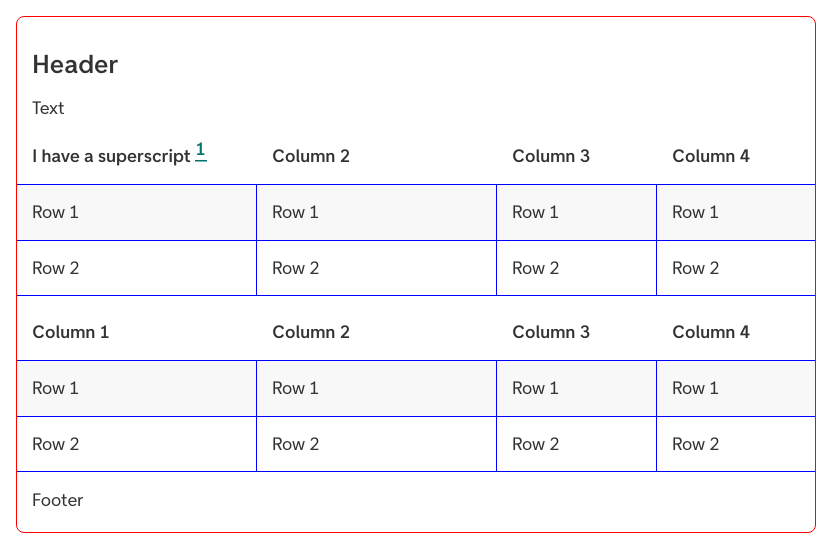 Header
Text
I have a superscript 1 Column 2 Column 3 Column 4
Row 1 Row 1 Row 1 Row 1
Row 2 Row 2 Row 2 Row 2
Column 1 Column 2 Column 3 Column 4
Row 1 Row 1 Row 1 Row 1
Row 2 Row 2 Row 2 Row 2
Footer